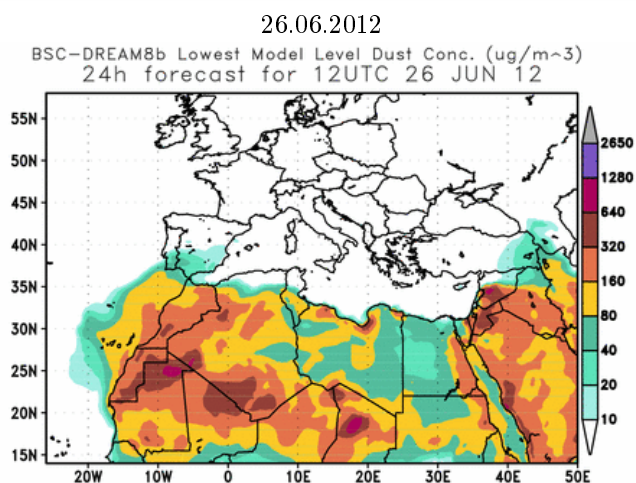 26.06.2012
BSC-DREAM8b Lowest Model Level Dust Conc. (ug/m^3)
24h forecast for 12UTC 26 JUN 12
55N
50N
45N
40N
35N
30N
25N
20N
15N
20W
10W
0
10E
20E
30E
40E
50E
2650
1280
640
320
160
80
40
20
10